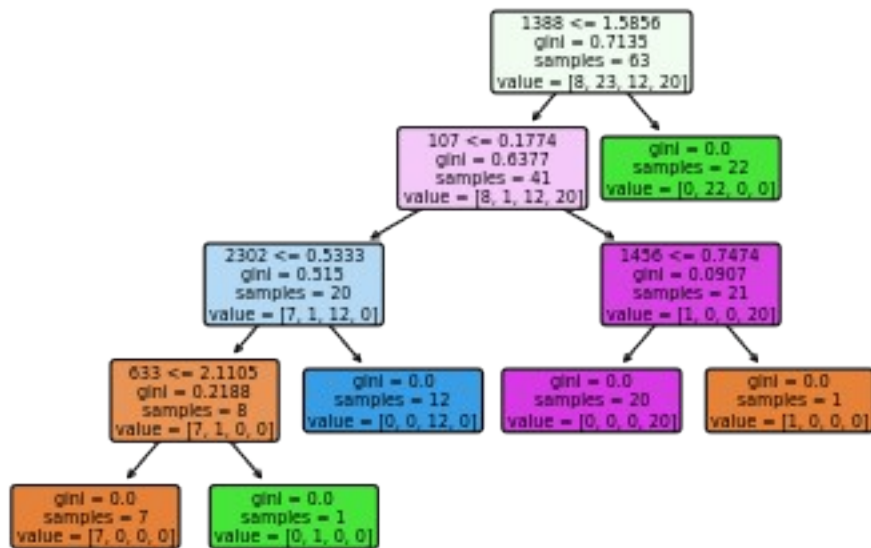 1388 <= 1.5856
gini = 0.7135
samples = 63
value = [8, 23, 12, 20]
107 <= 0.1774
gini = 0.6377
samples = 41
value = [8, 1, 12, 20]
gini = 0.0
samples = 22
value = [0, 22, 0, 0]
2302 <= 0.5333
gini = 0.515
samples = 20
value = [7, 1, 12, 0]
1456 <= 0.7474
gini = 0.0907
samples = 21
value = [1, 0, 0, 20]
633 <= 2.1105
gini = 0.2188
samples = 8
value = [7, 1, 0, 0]
gini = 0.0
samples = 12
value = [0, 0, 12, 0]
gini = 0.0
samples = 20
value = [0, 0, 0, 20]
gini = 0.0
samples = 1
value = [1, 0, 0, 0]
gini = 0.0
samples = 7
value = [7, 0, 0, 0]
gini = 0.0
samples = 1
value = [0, 1, 0, 0]